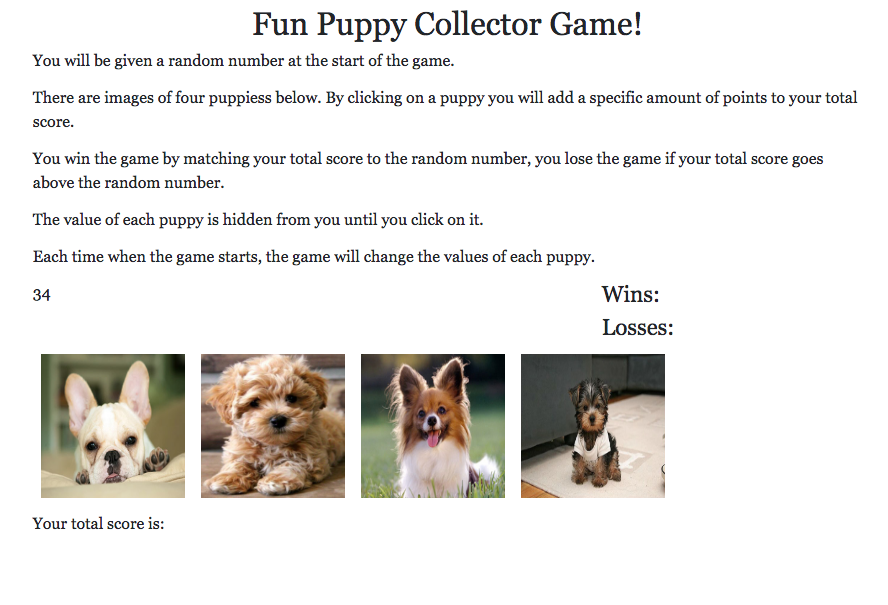 Fun Puppy Collector Game!
You will be given a random number at the start of the game.
There are images of four puppiess below. By clicking on a puppy you will add a specific amount of points to your total
score.
You win the game by matching your total score to the random number, you lose the game if your total score goes
above the random number.
The value of each puppy is hidden from you until you click on it.
Each time when the game starts, the game will change the values of each puppy.
34
Wins:
Losses:
Your total score is: